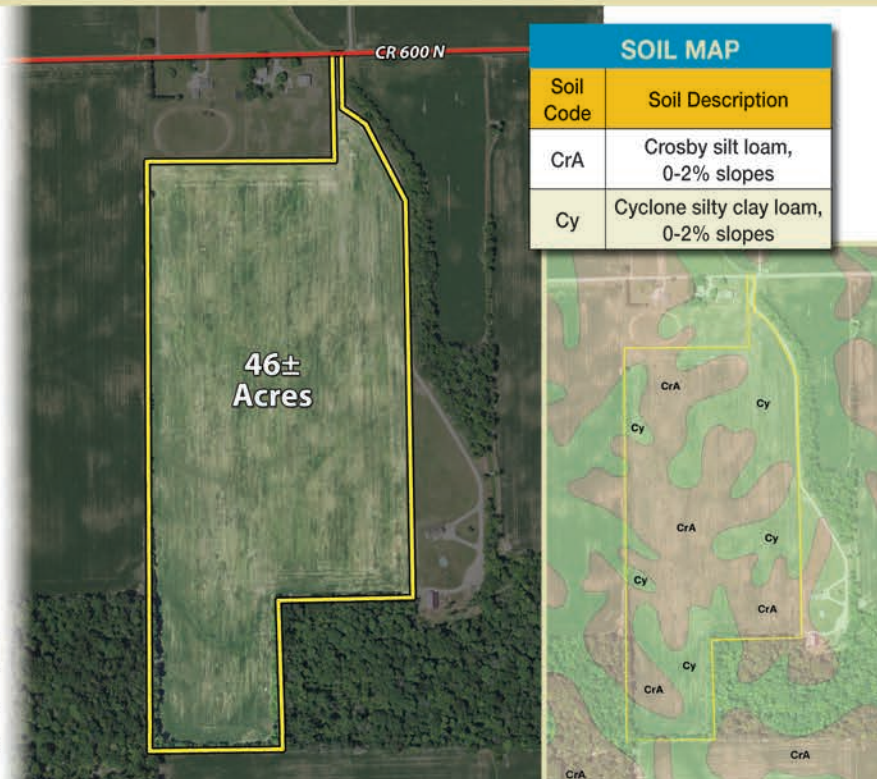 CR 600 N
46±
Acres
SOIL MAP
Soil
Code
Soil Description
CrA
Crosby silt loam,
0-2% slopes
Cy
Cyclone silty clay loam,
0-2% slopes
CrA
Cy
Cy
CrA
Cy
Cy
CrA
Cy
CrA
CrA
CrA